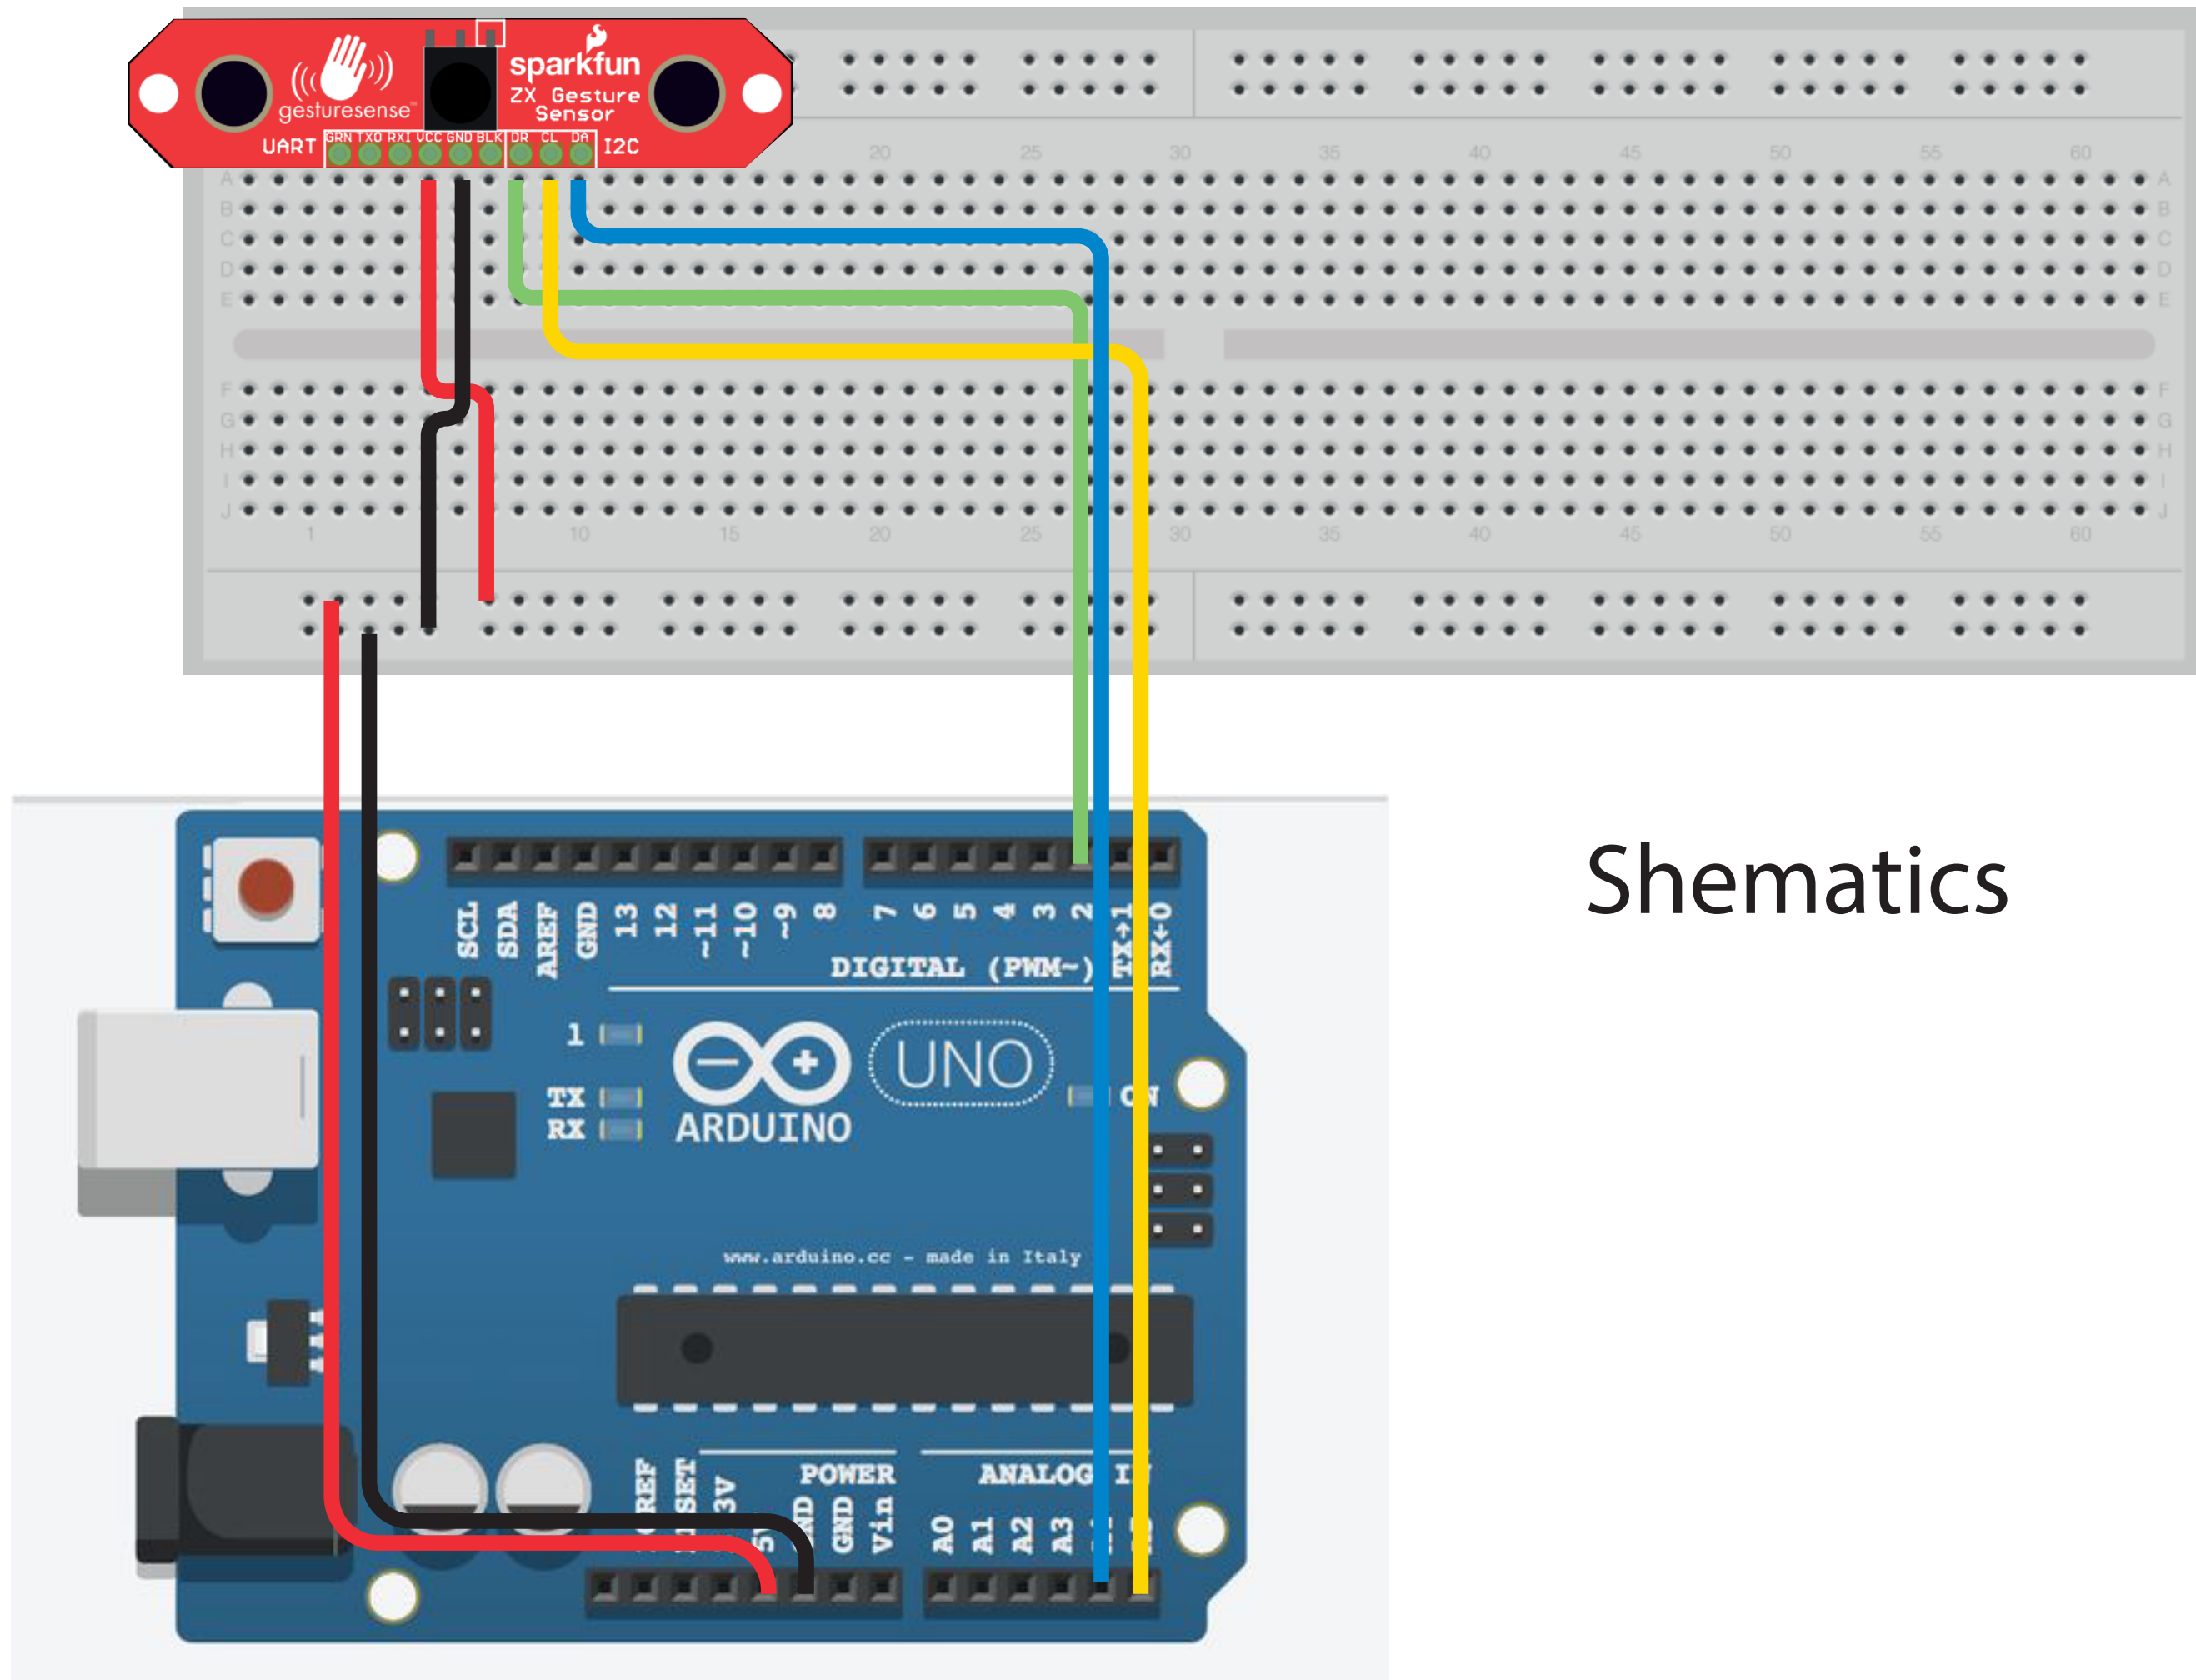 gesturesense™
sparkfun
ZX Gesture
Sensor
UART
GRN TXO RXI VCC GND BLK DR CL DA
I2C
20 25 30 35 40 45 50 55 60
A A
B B
C C
D D
E E
F F
G G
H H
I I
J J
1 10 15 20 25 30 35 40 45 50 55 60
Shematics
SCL SDA AREF GND 13 12 ~11 ~10 ~9 8 7 6 5 4 3 2 TX→1 RX←0
DIGITAL (PWM~)
1
TX
RX
ARDUINO
UNO
ON
www.arduino.cc - made in Italy
POWER
ANALOG IN
GND Vin A0 A1 A2 A3